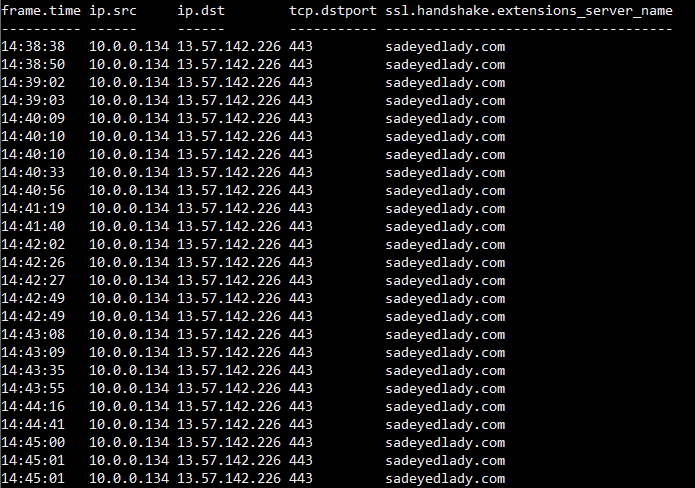 frame.time ip.src ip.dst tcp.dstport ssl.handshake.extensions_server_name
---------- ------ ------ ----------- ------------------------------------
14:38:38 10.0.0.134 13.57.142.226 443 sadeyedlady.com
14:38:50 10.0.0.134 13.57.142.226 443 sadeyedlady.com
14:39:02 10.0.0.134 13.57.142.226 443 sadeyedlady.com
14:39:03 10.0.0.134 13.57.142.226 443 sadeyedlady.com
14:40:09 10.0.0.134 13.57.142.226 443 sadeyedlady.com
14:40:10 10.0.0.134 13.57.142.226 443 sadeyedlady.com
14:40:10 10.0.0.134 13.57.142.226 443 sadeyedlady.com
14:40:33 10.0.0.134 13.57.142.226 443 sadeyedlady.com
14:40:56 10.0.0.134 13.57.142.226 443 sadeyedlady.com
14:41:19 10.0.0.134 13.57.142.226 443 sadeyedlady.com
14:41:40 10.0.0.134 13.57.142.226 443 sadeyedlady.com
14:42:02 10.0.0.134 13.57.142.226 443 sadeyedlady.com
14:42:26 10.0.0.134 13.57.142.226 443 sadeyedlady.com
14:42:27 10.0.0.134 13.57.142.226 443 sadeyedlady.com
14:42:49 10.0.0.134 13.57.142.226 443 sadeyedlady.com
14:42:49 10.0.0.134 13.57.142.226 443 sadeyedlady.com
14:43:08 10.0.0.134 13.57.142.226 443 sadeyedlady.com
14:43:09 10.0.0.134 13.57.142.226 443 sadeyedlady.com
14:43:35 10.0.0.134 13.57.142.226 443 sadeyedlady.com
14:43:55 10.0.0.134 13.57.142.226 443 sadeyedlady.com
14:44:16 10.0.0.134 13.57.142.226 443 sadeyedlady.com
14:44:41 10.0.0.134 13.57.142.226 443 sadeyedlady.com
14:45:00 10.0.0.134 13.57.142.226 443 sadeyedlady.com
14:45:01 10.0.0.134 13.57.142.226 443 sadeyedlady.com
14:45:01 10.0.0.134 13.57.142.226 443 sadeyedlady.com